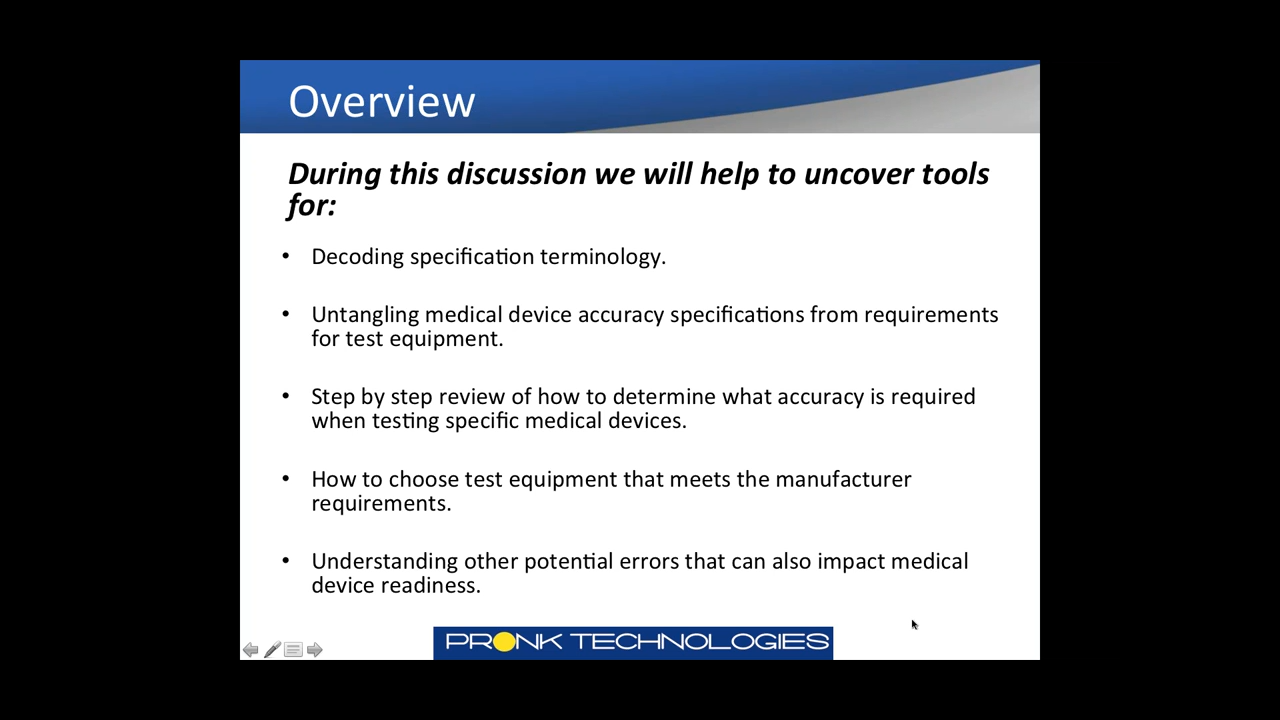 Overview
During this discussion we will help to uncover tools
for:
• Decoding specification terminology.
• Untangling medical device accuracy specifications from requirements
for test equipment.
• Step by step review of how to determine what accuracy is required
when testing specific medical devices.
• How to choose test equipment that meets the manufacturer
requirements.
• Understanding other potential errors that can also impact medical
device readiness.
PRONK TECHNOLOGIES